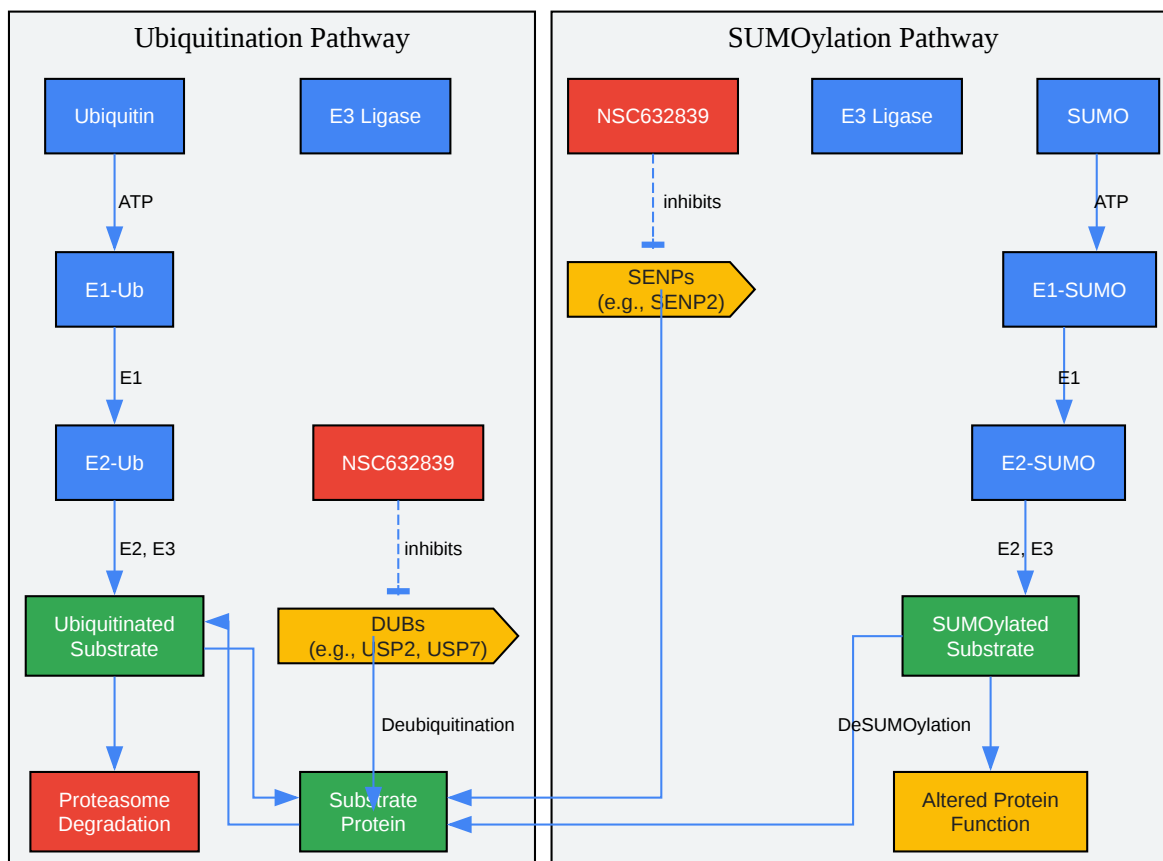 Ubiquitination Pathway
Ubiquitin
E3 Ligase
ATP
E1-Ub
E1
E2-Ub
NSC632839
E2, E3
inhibits
Ubiquitinated
Substrate
DUBs
(e.g., USP2, USP7)
Deubiquitination
Proteasome
Degradation
Substrate
Protein
SUMOylation Pathway
NSC632839
E3 Ligase
SUMO
inhibits
ATP
SENPs
(e.g., SENP2)
E1-SUMO
E1
E2-SUMO
E2, E3
SUMOylated
Substrate
DeSUMOylation
Altered Protein
Function